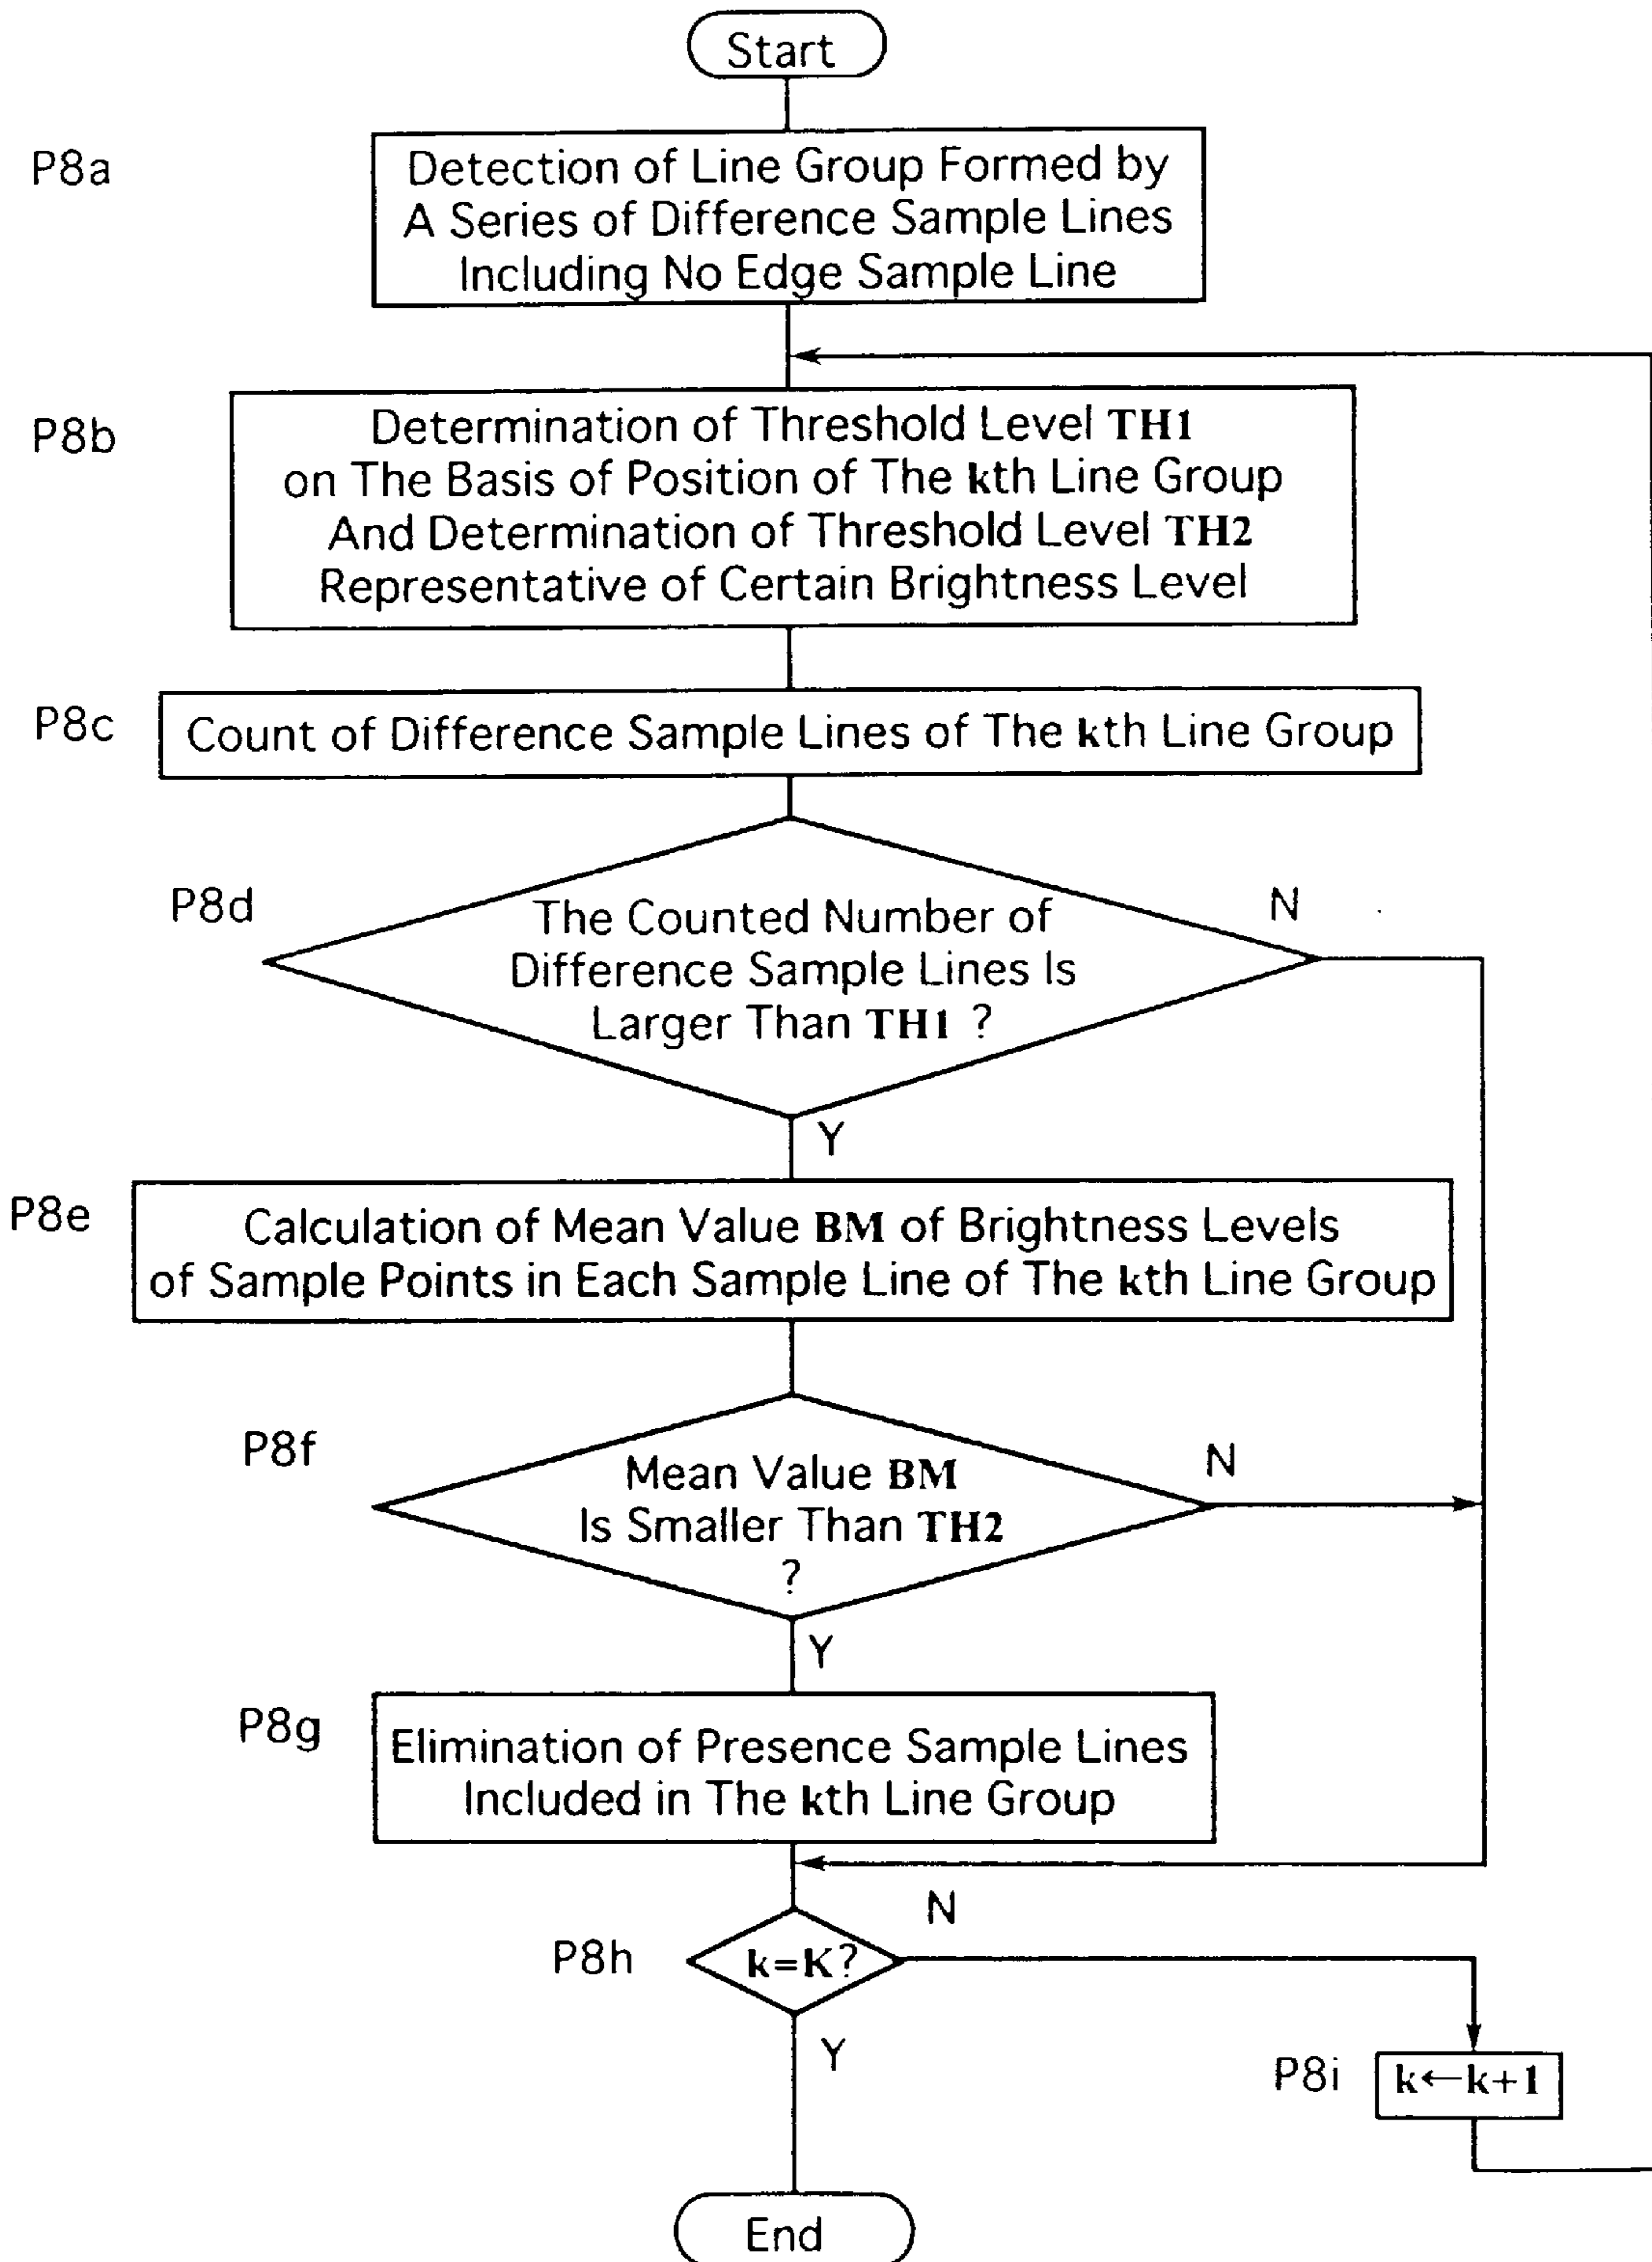 Start
P8a
Detection of Line Group Formed by
A Series of Difference Sample Lines
Including No Edge Sample Line
P8b
Determination of Threshold Level TH1
on The Basis of Position of The kth Line Group
And Determination of Threshold Level TH2
Representative of Certain Brightness Level
P8c
Count of Difference Sample Lines of The kth Line Group
P8d
The Counted Number of
Difference Sample Lines Is
Larger Than TH1 ?
N
Y
P8e
Calculation of Mean Value BM of Brightness Levels
of Sample Points in Each Sample Line of The kth Line Group
P8f
Mean Value BM
Is Smaller Than TH2
?
N
Y
P8g
Elimination of Presence Sample Lines
Included in The kth Line Group
P8h
k=K?
N
Y
P8i
k←k+1
End